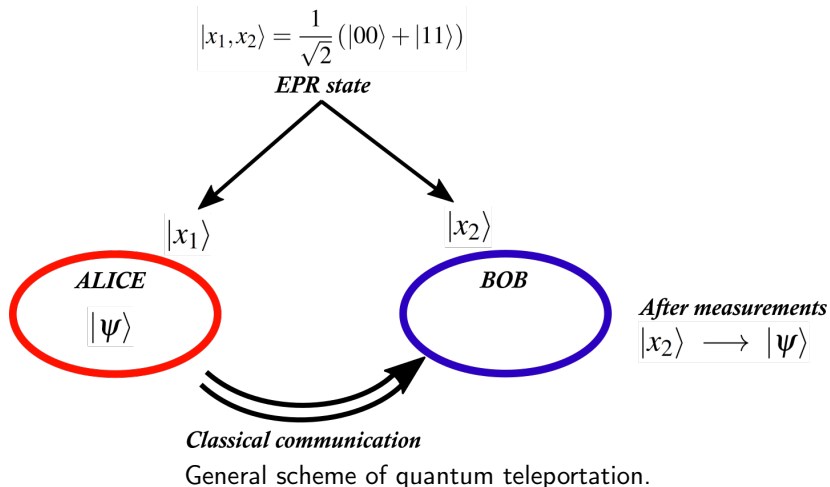 |x₁,x₂⟩ = 1/√2 (|00⟩ + |11⟩)
EPR state
|x₁⟩
|x₂⟩
ALICE
BOB
|ψ⟩
After measurements
|x₂⟩ ⟶ |ψ⟩
Classical communication
General scheme of quantum teleportation.